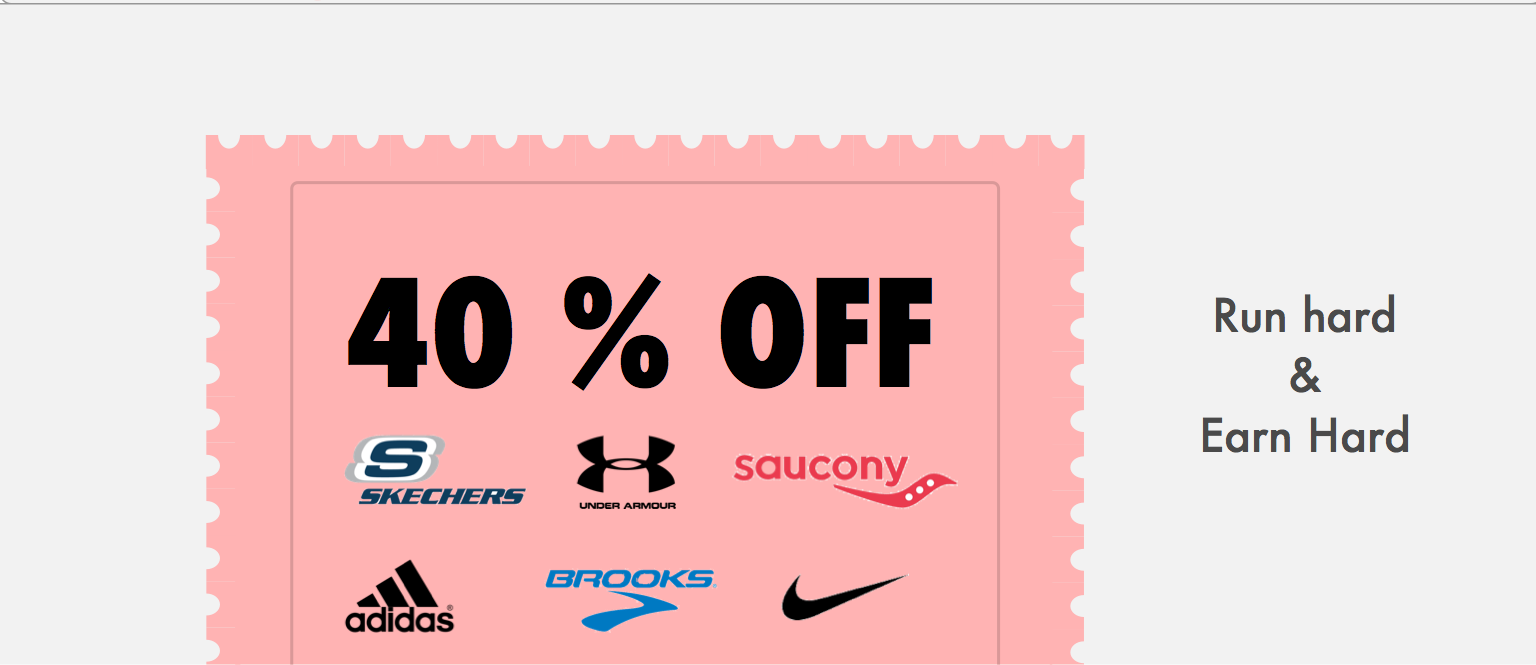 40 % OFF
SKECHERS
UNDER ARMOUR
saucony
adidas®
BROOKS
Run hard
&
Earn Hard